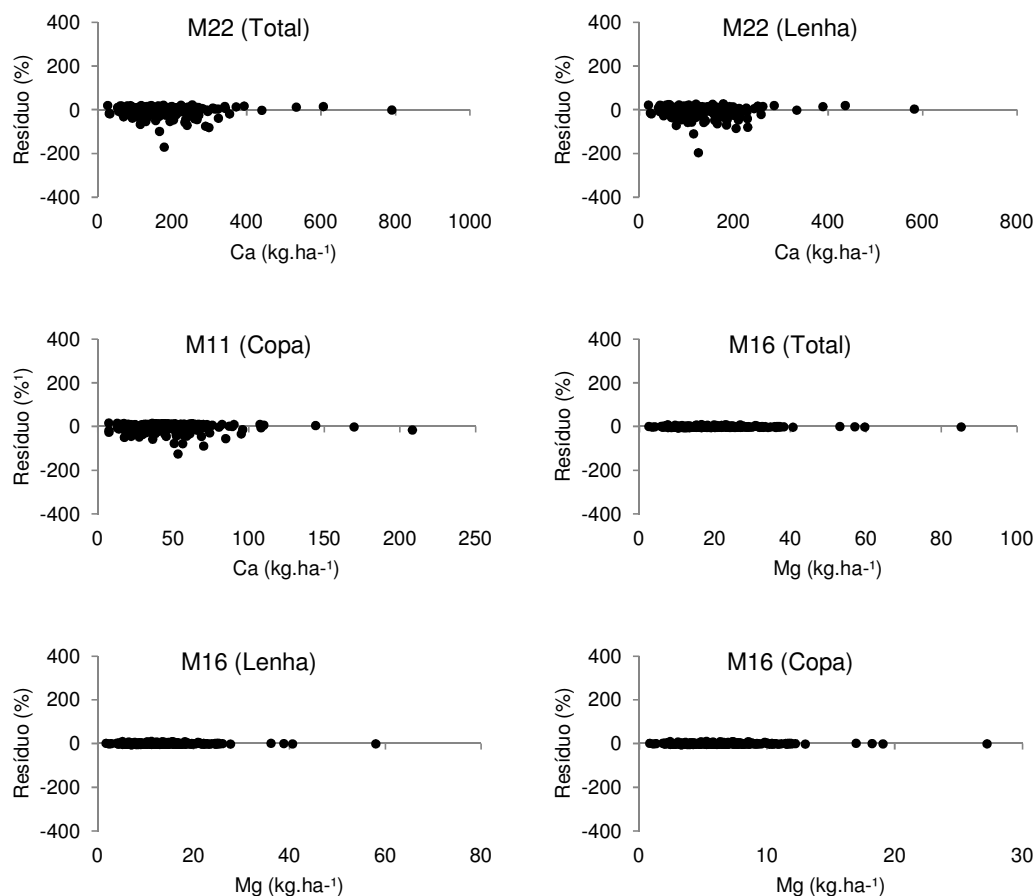 M22 (Total)
400
200
0
-200
-400
Resíduo (%)
0 200 400 600 800 1000
Ca (kg.ha-¹)
M22 (Lenha)
400
200
0
-200
-400
Resíduo (%)
0 200 400 600 800
Ca (kg.ha-¹)
M11 (Copa)
400
200
0
-200
-400
Resíduo (%¹)
0 50 100 150 200 250
Ca (kg.ha-¹)
M16 (Total)
400
200
0
-200
-400
Resíduo (%)
0 20 40 60 80 100
Mg (kg.ha-¹)
M16 (Lenha)
400
200
0
-200
-400
Resíduo (%)
0 20 40 60 80
Mg (kg.ha-¹)
M16 (Copa)
400
200
0
-200
-400
Resíduo (%)
0 10 20 30
Mg (kg.ha-¹)